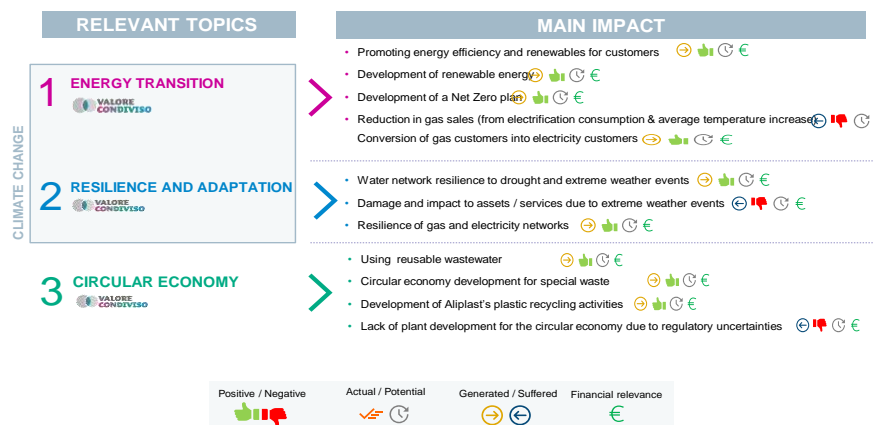 RELEVANT TOPICS
MAIN IMPACT
CLIMATE CHANGE
1 ENERGY TRANSITION
VALORE
CONDIVISO
• Promoting energy efficiency and renewables for customers €
• Development of renewable energy €
• Development of a Net Zero plan €
• Reduction in gas sales (from electrification consumption & average temperature increase)
Conversion of gas customers into electricity customers €
2 RESILIENCE AND ADAPTATION
VALORE
CONDIVISO
• Water network resilience to drought and extreme weather events €
• Damage and impact to assets / services due to extreme weather events €
• Resilience of gas and electricity networks €
3 CIRCULAR ECONOMY
VALORE
CONDIVISO
• Using reusable wastewater €
• Circular economy development for special waste €
• Development of Aliplast's plastic recycling activities €
• Lack of plant development for the circular economy due to regulatory uncertainties €
Positive / Negative
Actual / Potential
Generated / Suffered
Financial relevance
€